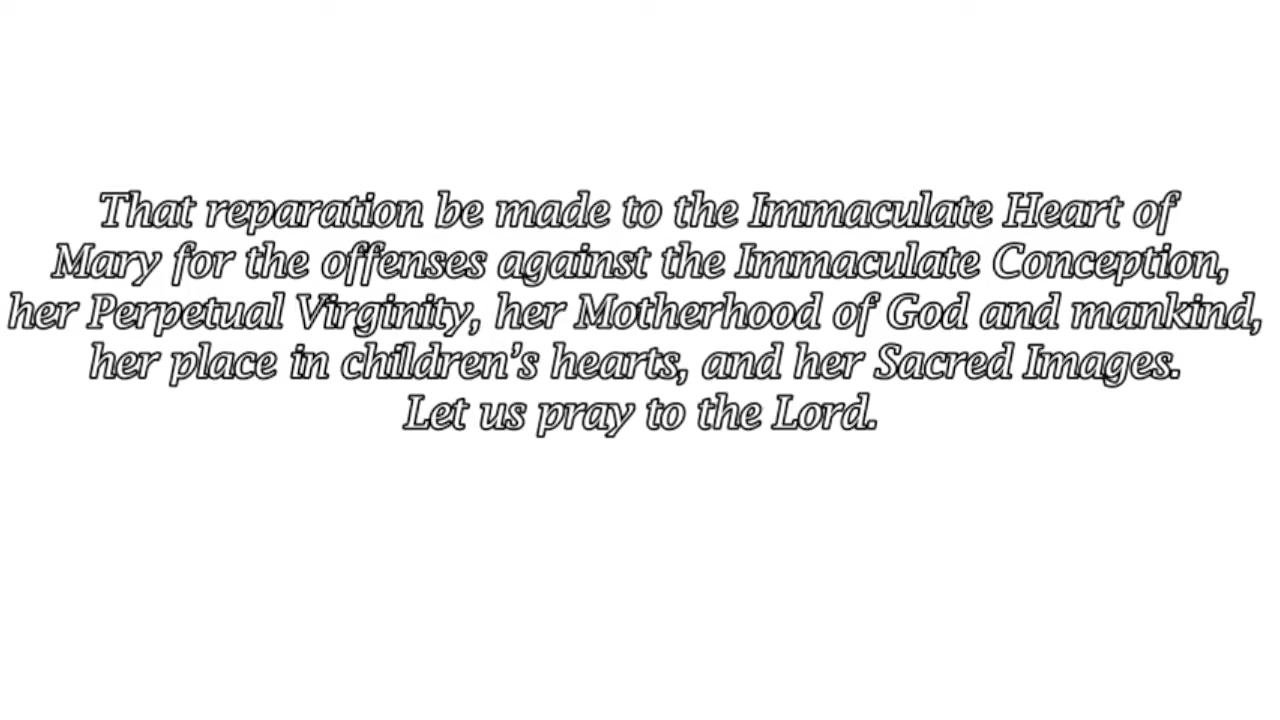 That reparation be made to the Immaculate Heart of
Mary for the offenses against the Immaculate Conception,
her Perpetual Virginity, her Motherhood of God and mankind,
her place in children’s hearts, and her Sacred Images.
Let us pray to the Lord.